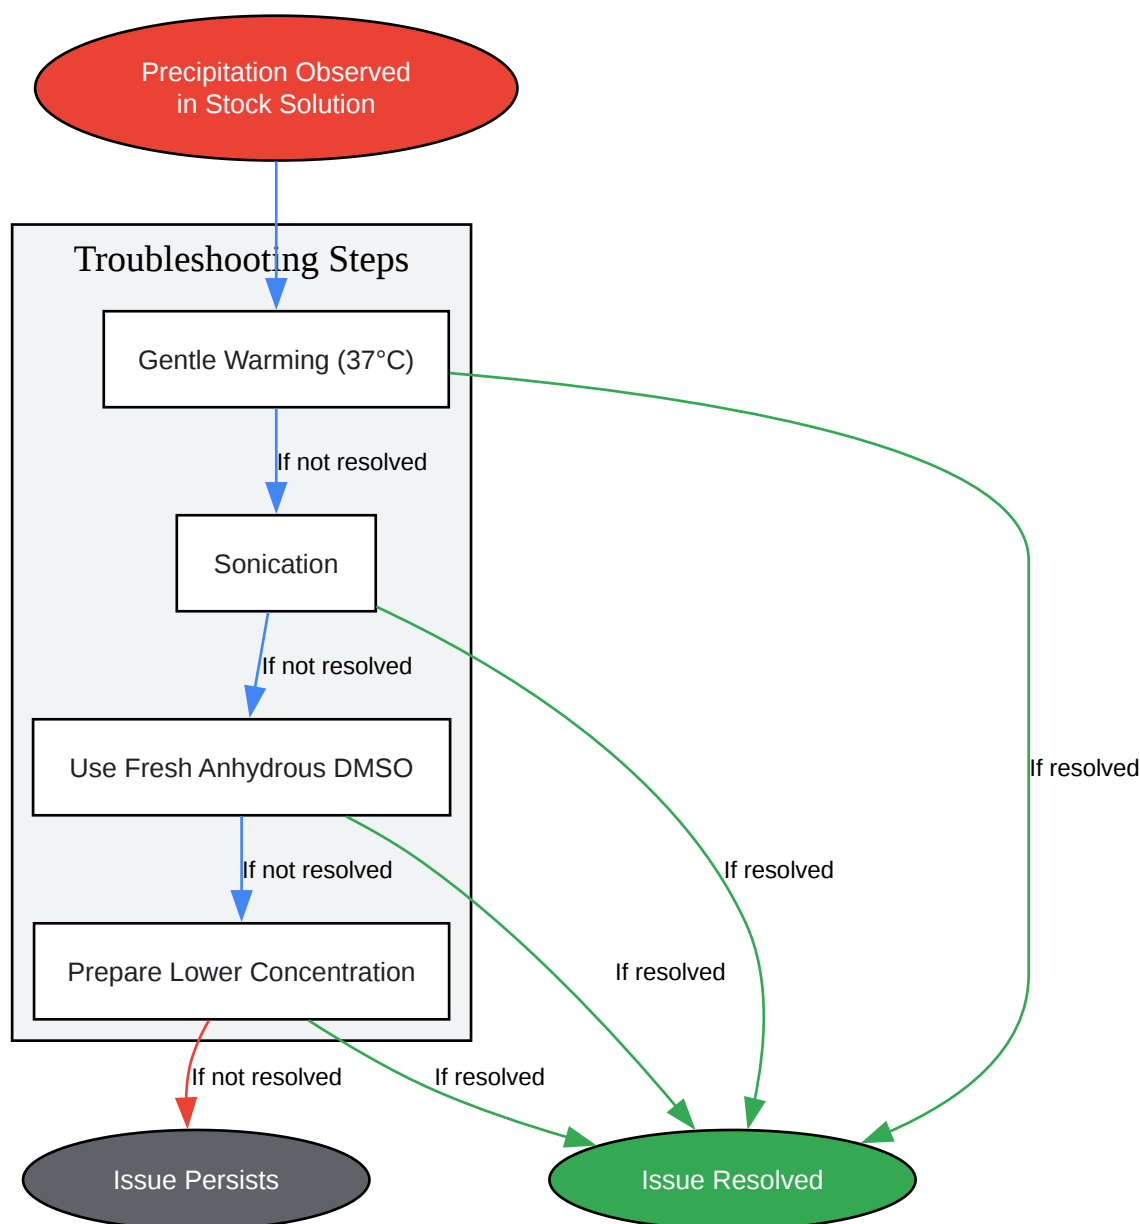 Precipitation Observed
in Stock Solution
Troubleshooting Steps
Gentle Warming (37°C)
If not resolved
Sonication
If not resolved
Use Fresh Anhydrous DMSO
If resolved
If not resolved
If resolved
Prepare Lower Concentration
If resolved
If not resolved
If resolved
Issue Persists
Issue Resolved